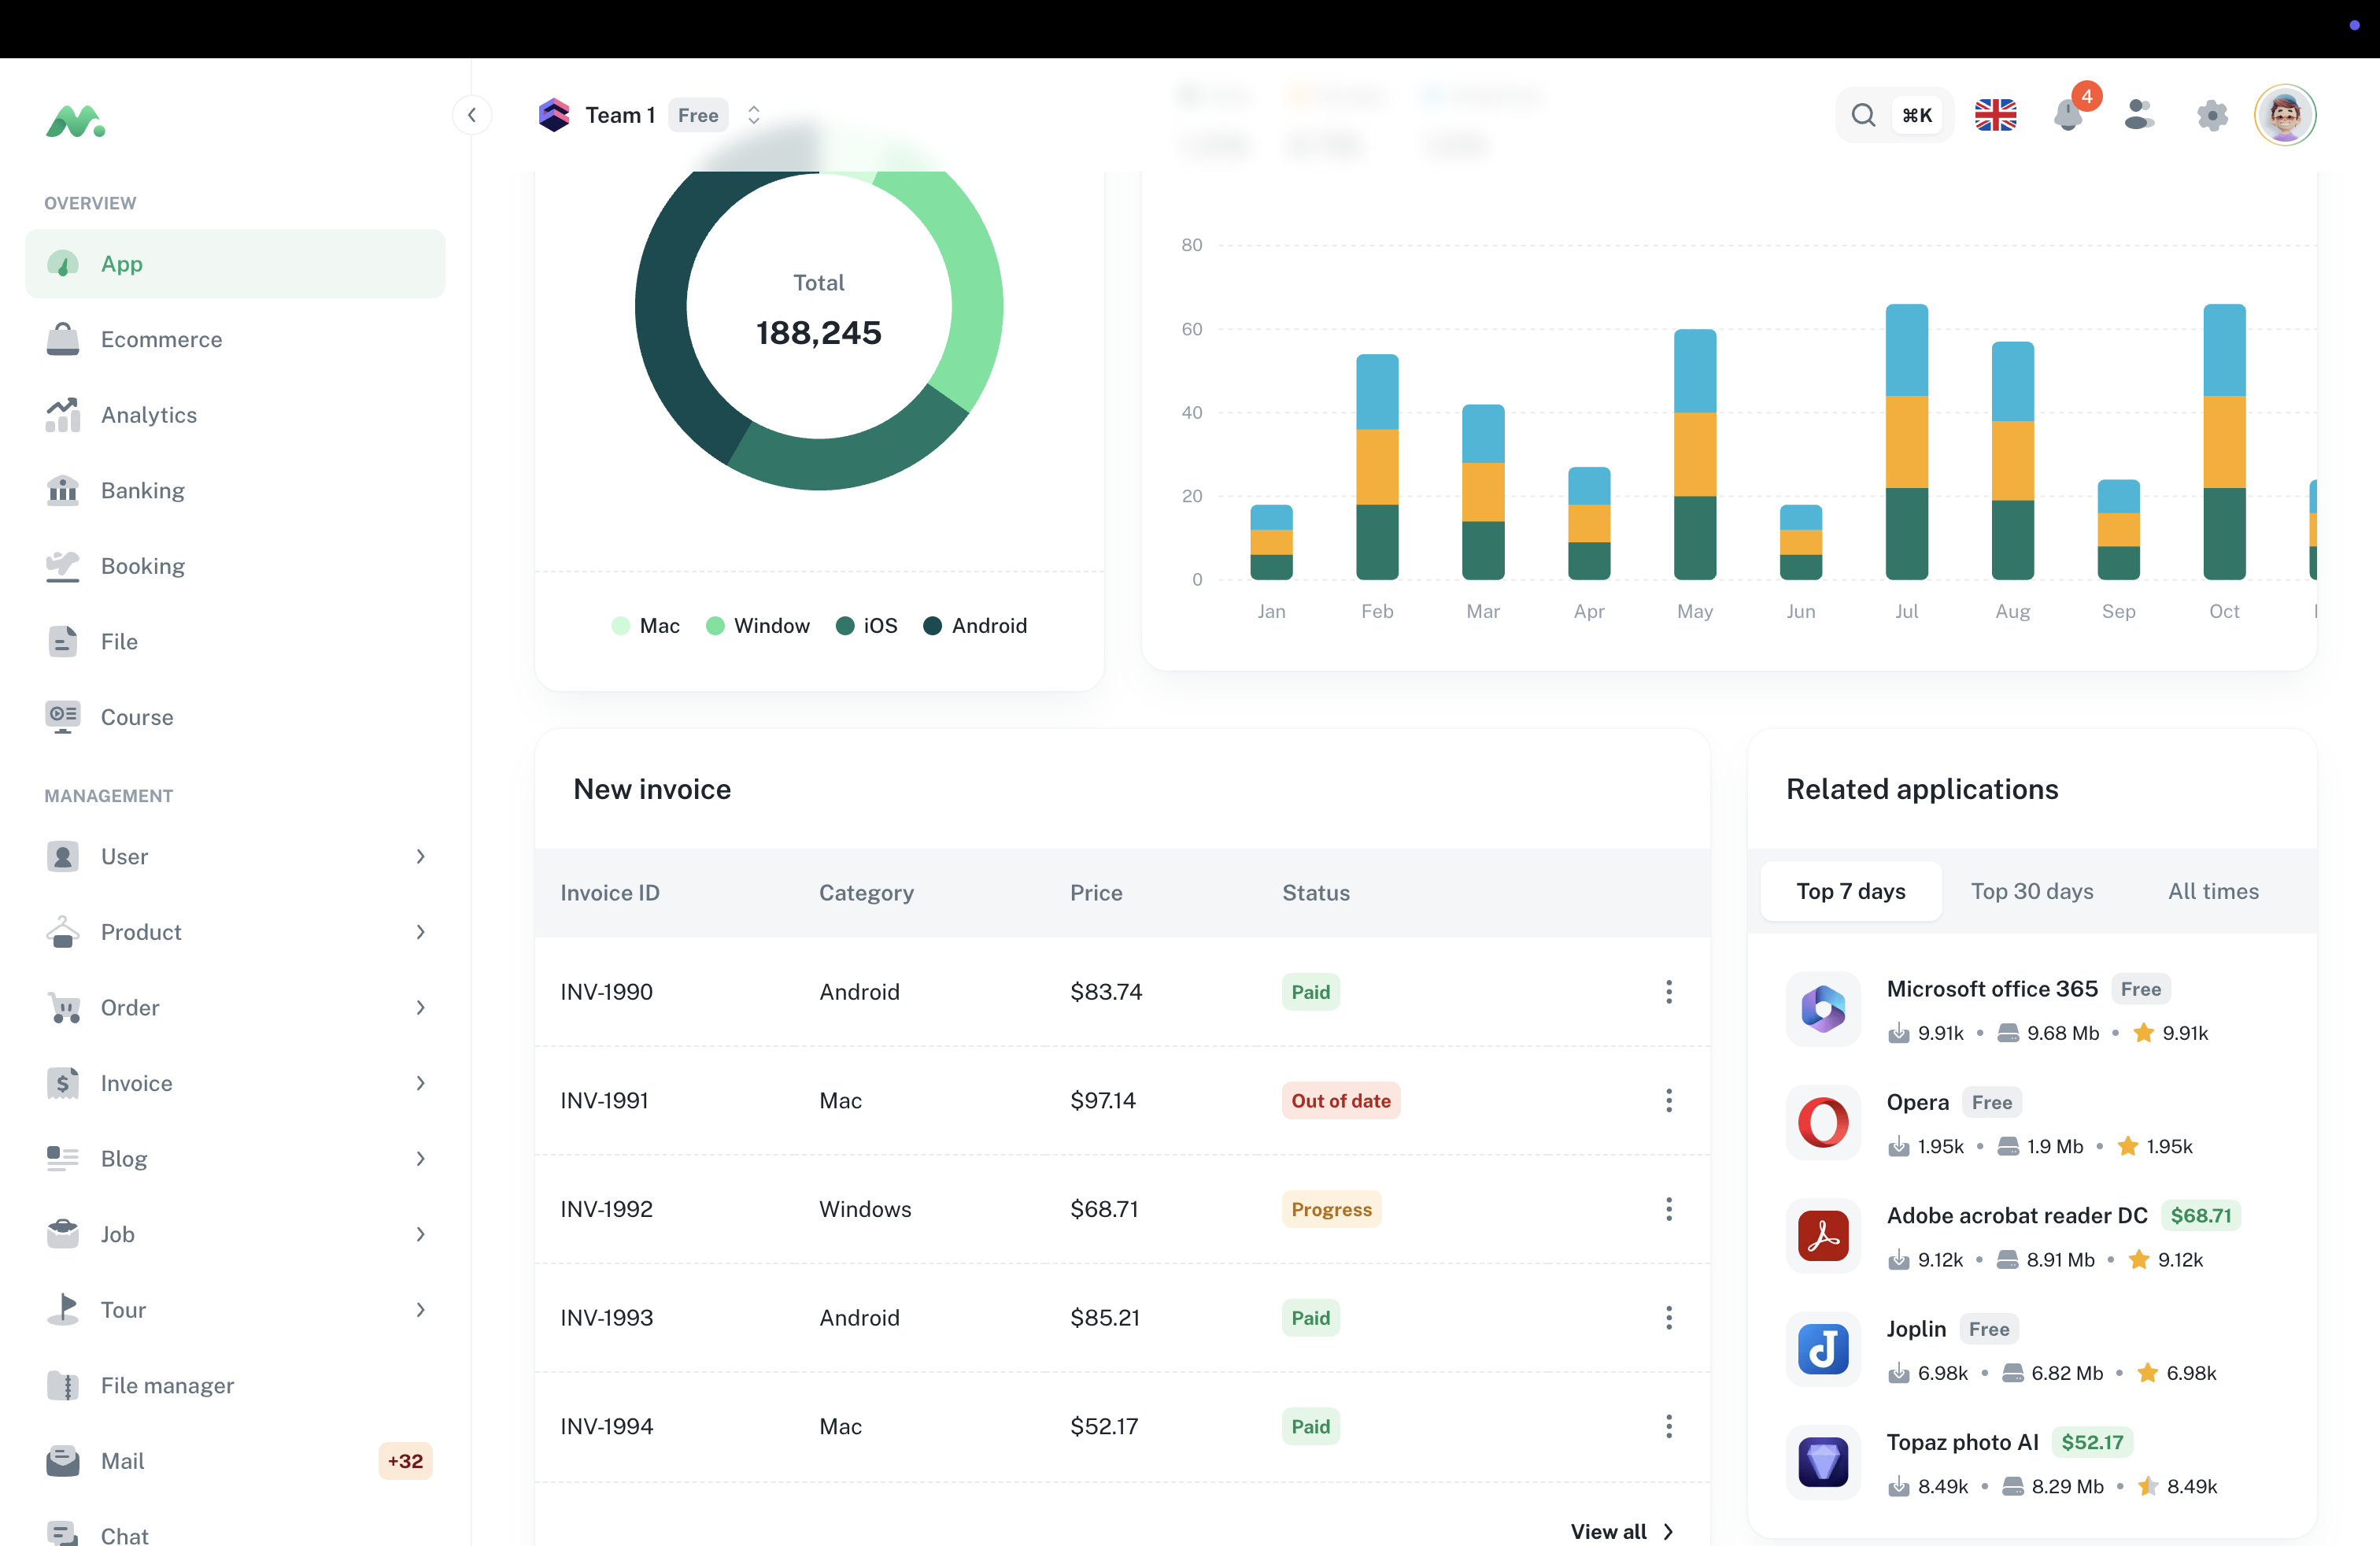 Team 1 Free
⌘K
4
OVERVIEW
App
Ecommerce
Analytics
Banking
Booking
File
Course
MANAGEMENT
User
Product
Order
Invoice
Blog
Job
Tour
File manager
Mail +32
Chat
Total
188,245
Mac Window iOS Android
80
60
40
20
0
Jan Feb Mar Apr May Jun Jul Aug Sep Oct
New invoice
Invoice ID Category Price Status
INV-1990 Android $83.74 Paid
INV-1991 Mac $97.14 Out of date
INV-1992 Windows $68.71 Progress
INV-1993 Android $85.21 Paid
INV-1994 Mac $52.17 Paid
View all
Related applications
Top 7 days Top 30 days All times
Microsoft office 365 Free
9.91k • 9.68 Mb • 9.91k
Opera Free
1.95k • 1.9 Mb • 1.95k
Adobe acrobat reader DC $68.71
9.12k • 8.91 Mb • 9.12k
Joplin Free
6.98k • 6.82 Mb • 6.98k
Topaz photo AI $52.17
8.49k • 8.29 Mb • 8.49k